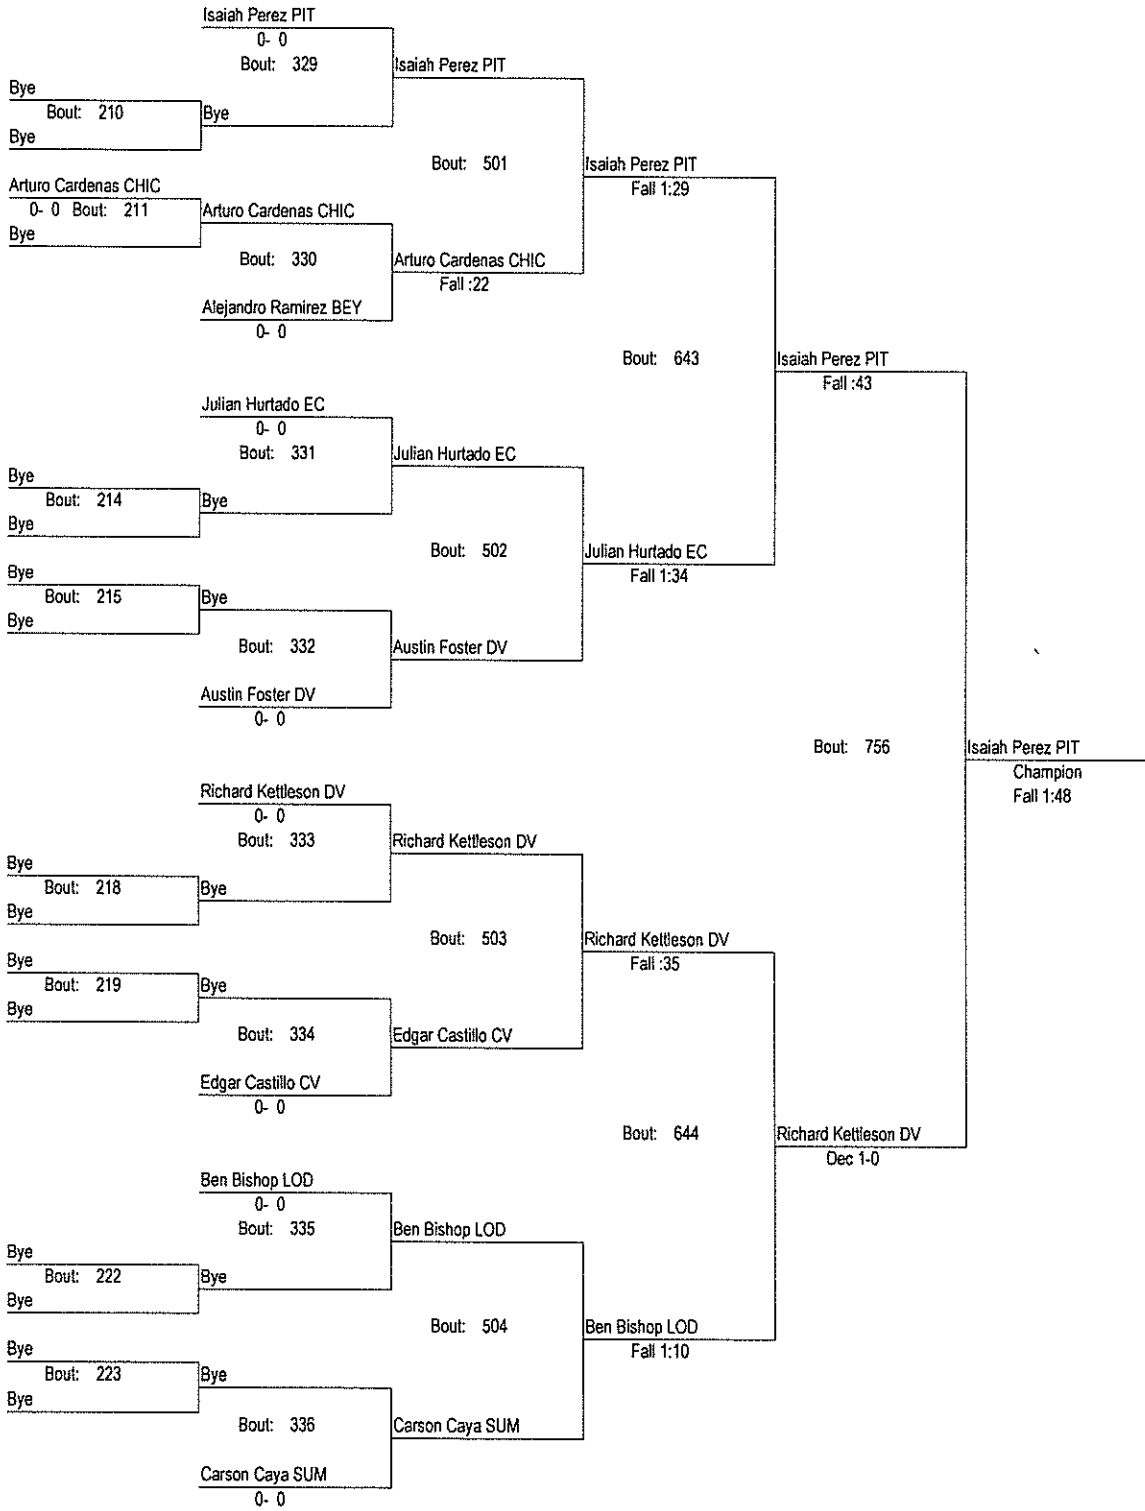 Isaiah Perez PIT
0- 0
Bout: 329
Isaiah Perez PIT
Bye
Bout: 210
Bye
Bye
Bout: 501
Isaiah Perez PIT
Fall 1:29
Arturo Cardenas CHIC
0- 0 Bout: 211
Arturo Cardenas CHIC
Bye
Bout: 330
Arturo Cardenas CHIC
Fall :22
Alejandro Ramirez BEY
0- 0
Bout: 643
Isaiah Perez PIT
Fall :43
Julian Hurtado EC
0- 0
Bout: 331
Julian Hurtado EC
Bye
Bout: 214
Bye
Bye
Bout: 502
Julian Hurtado EC
Fall 1:34
Bye
Bout: 215
Bye
Bye
Bout: 332
Austin Foster DV
Austin Foster DV
0- 0
Bout: 756
Isaiah Perez PIT
Champion
Fall 1:48
Richard Kettleson DV
0- 0
Bout: 333
Richard Kettleson DV
Bye
Bout: 218
Bye
Bye
Bout: 503
Richard Kettleson DV
Fall :35
Bye
Bout: 219
Bye
Bye
Bout: 334
Edgar Castillo CV
Edgar Castillo CV
0- 0
Bout: 644
Richard Kettleson DV
Dec 1-0
Ben Bishop LOD
0- 0
Bout: 335
Ben Bishop LOD
Bye
Bout: 222
Bye
Bye
Bout: 504
Ben Bishop LOD
Fall 1:10
Bye
Bout: 223
Bye
Bye
Bout: 336
Carson Caya SUM
Carson Caya SUM
0- 0